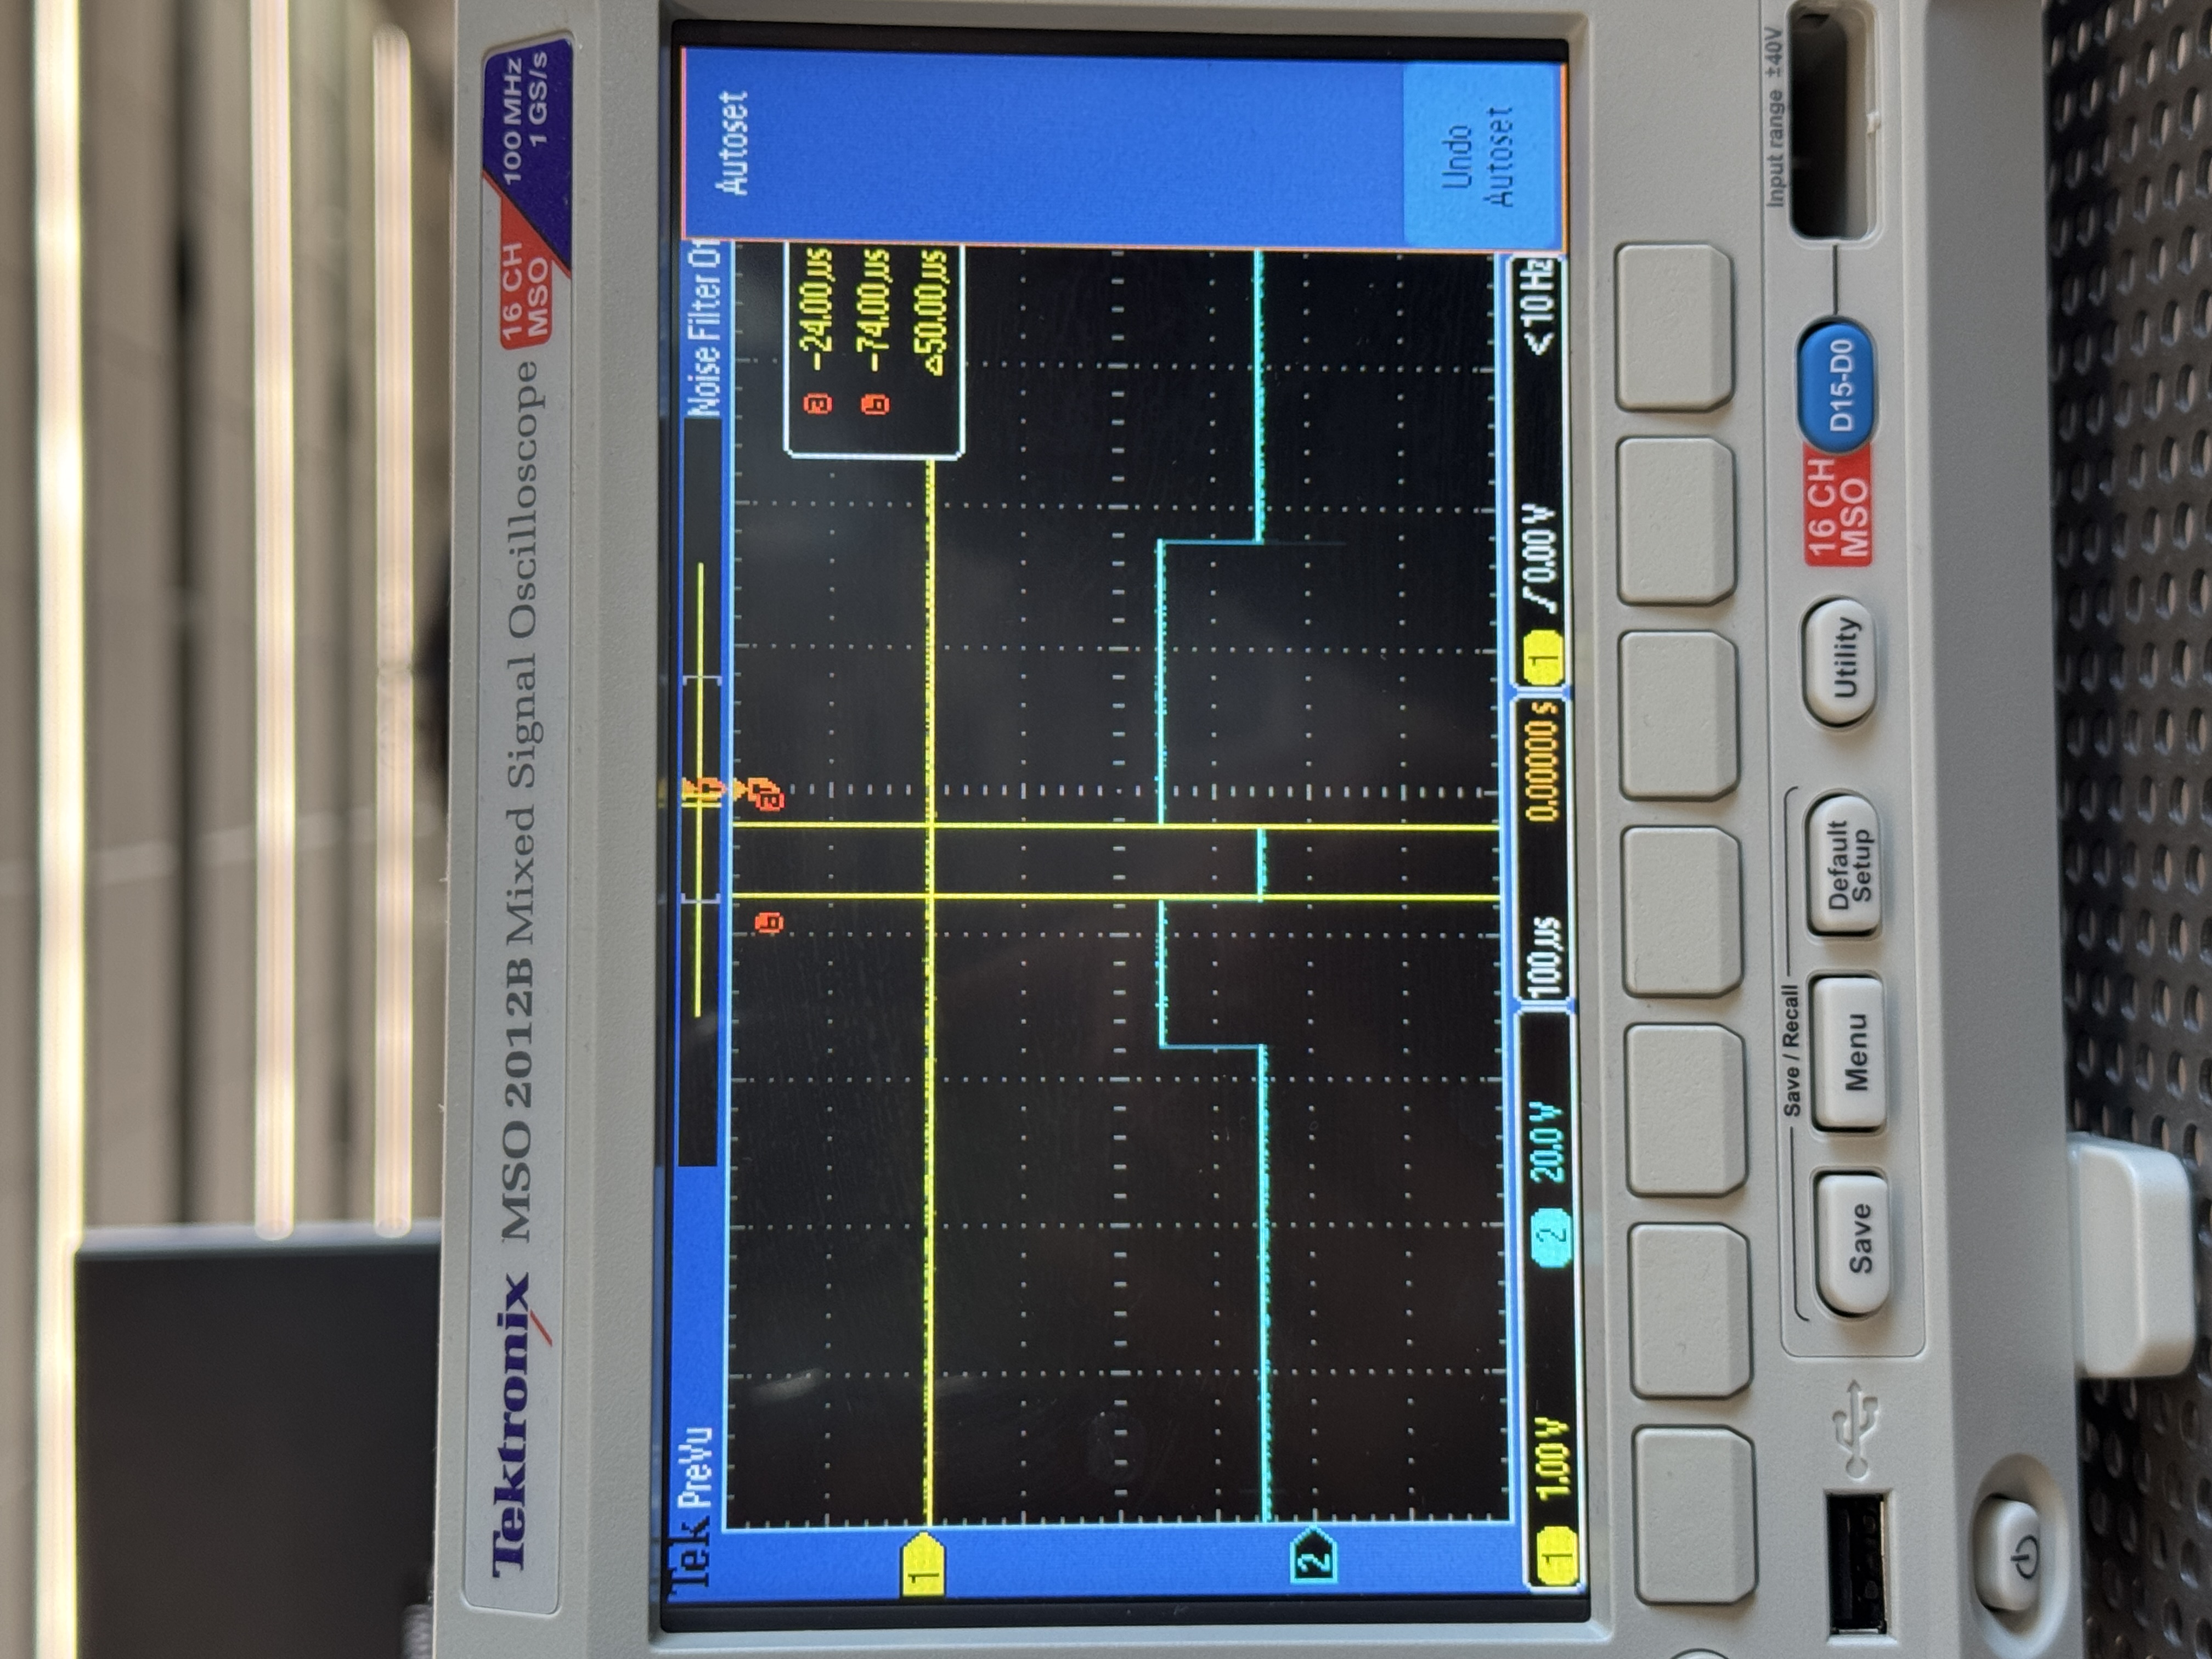 Tektronix MSO 2012B Mixed Signal Oscilloscope
16 CH
MSO
100 MHz
1 GS/s
Tek PreVu
Noise Filter Of
Autoset
b
a
T
a -24.00µs
b -74.00µs
△50.00µs
1
2
Undo
Autoset
1 1.00 V
2 20.0 V
100µs
0.00000 s
1 / 0.00 V
<10 Hz
Save / Recall
Save
Menu
Default
Setup
Utility
16 CH
MSO
D15-D0
Input range ±40V